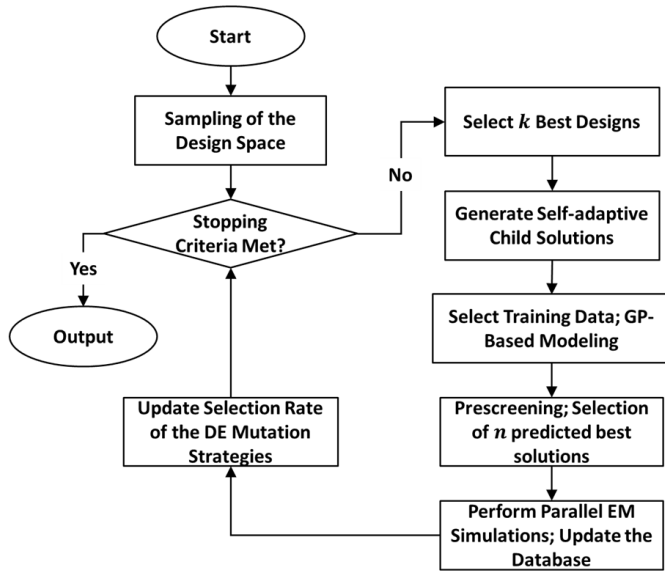 Start
Sampling of the
Design Space
Stopping
Criteria Met?
Yes
Output
No
Select k Best Designs
Generate Self-adaptive
Child Solutions
Select Training Data; GP-
Based Modeling
Prescreening; Selection
of n predicted best
solutions
Perform Parallel EM
Simulations; Update the
Database
Update Selection Rate
of the DE Mutation
Strategies